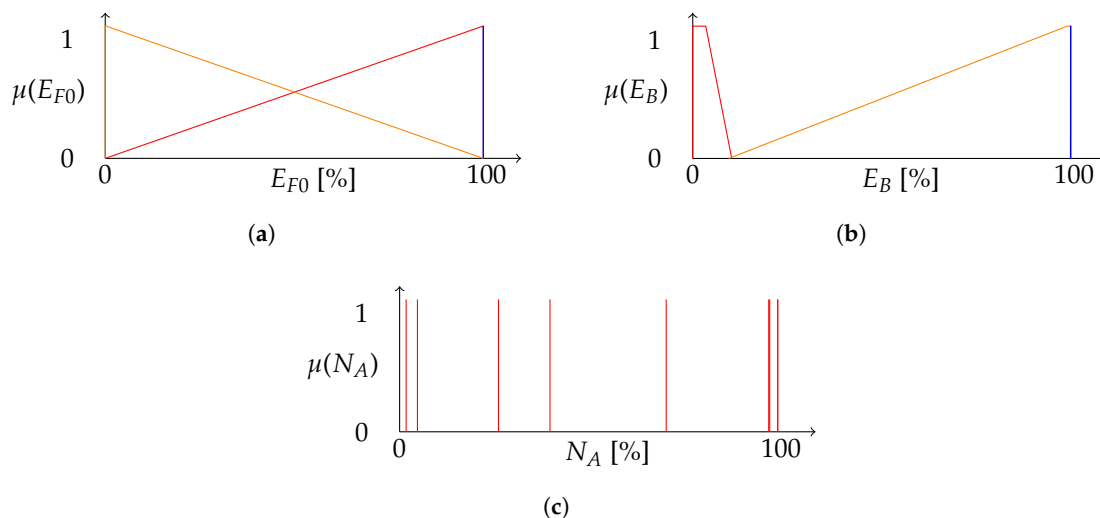 1
μ(E_F0)
0
0 E_F0 [%] 100
(a)
1
μ(E_B)
0
0 E_B [%] 100
(b)
1
μ(N_A)
0
0 N_A [%] 100
(c)